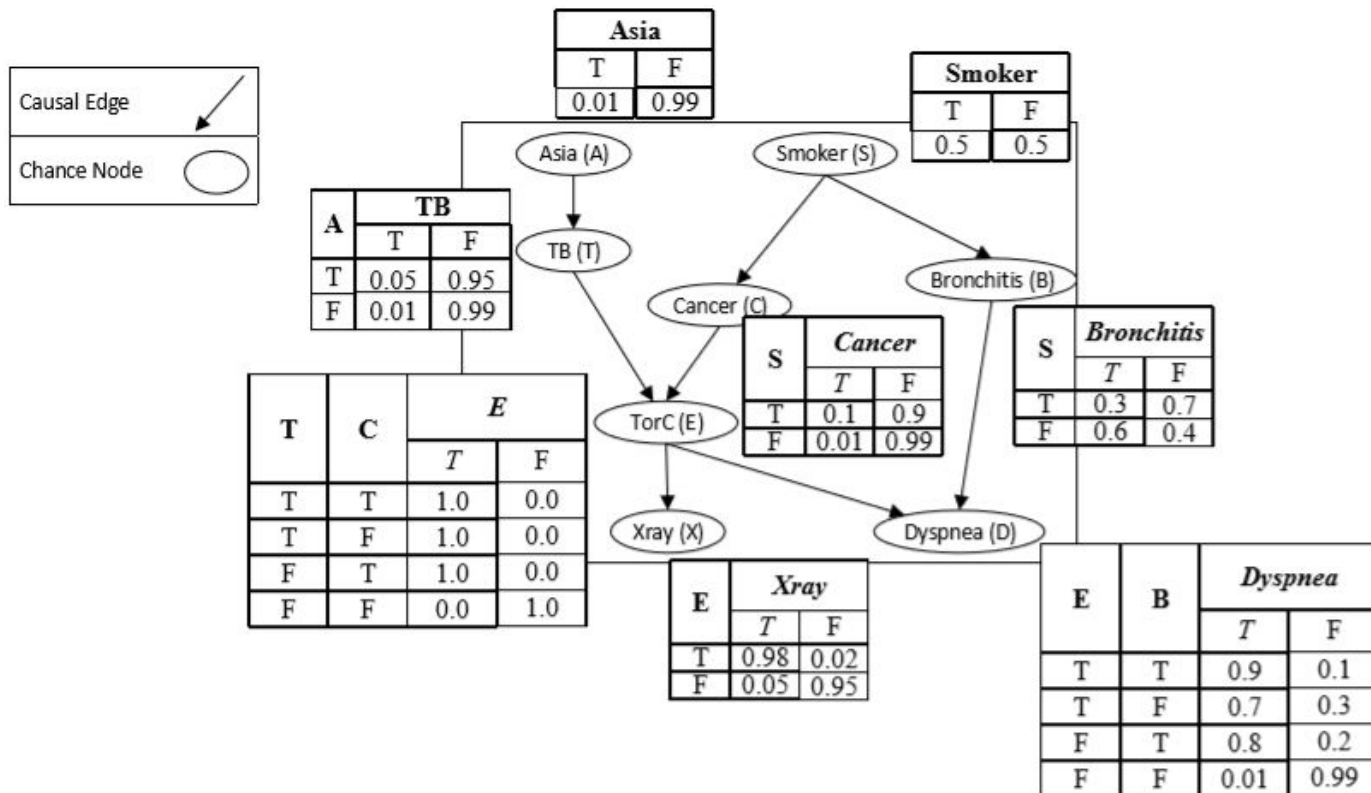 Asia
T F
0.01 0.99
Smoker
T F
0.5 0.5
Causal Edge
Chance Node
Asia (A)
Smoker (S)
A TB
T F
T 0.05 0.95
F 0.01 0.99
TB (T)
Bronchitis (B)
Cancer (C)
S Cancer
T F
T 0.1 0.9
F 0.01 0.99
S Bronchitis
T F
T 0.3 0.7
F 0.6 0.4
T C E
T F
T T 1.0 0.0
T F 1.0 0.0
F T 1.0 0.0
F F 0.0 1.0
TorC (E)
Xray (X)
Dyspnea (D)
E Xray
T F
T 0.98 0.02
F 0.05 0.95
E B Dyspnea
T F
T T 0.9 0.1
T F 0.7 0.3
F T 0.8 0.2
F F 0.01 0.99